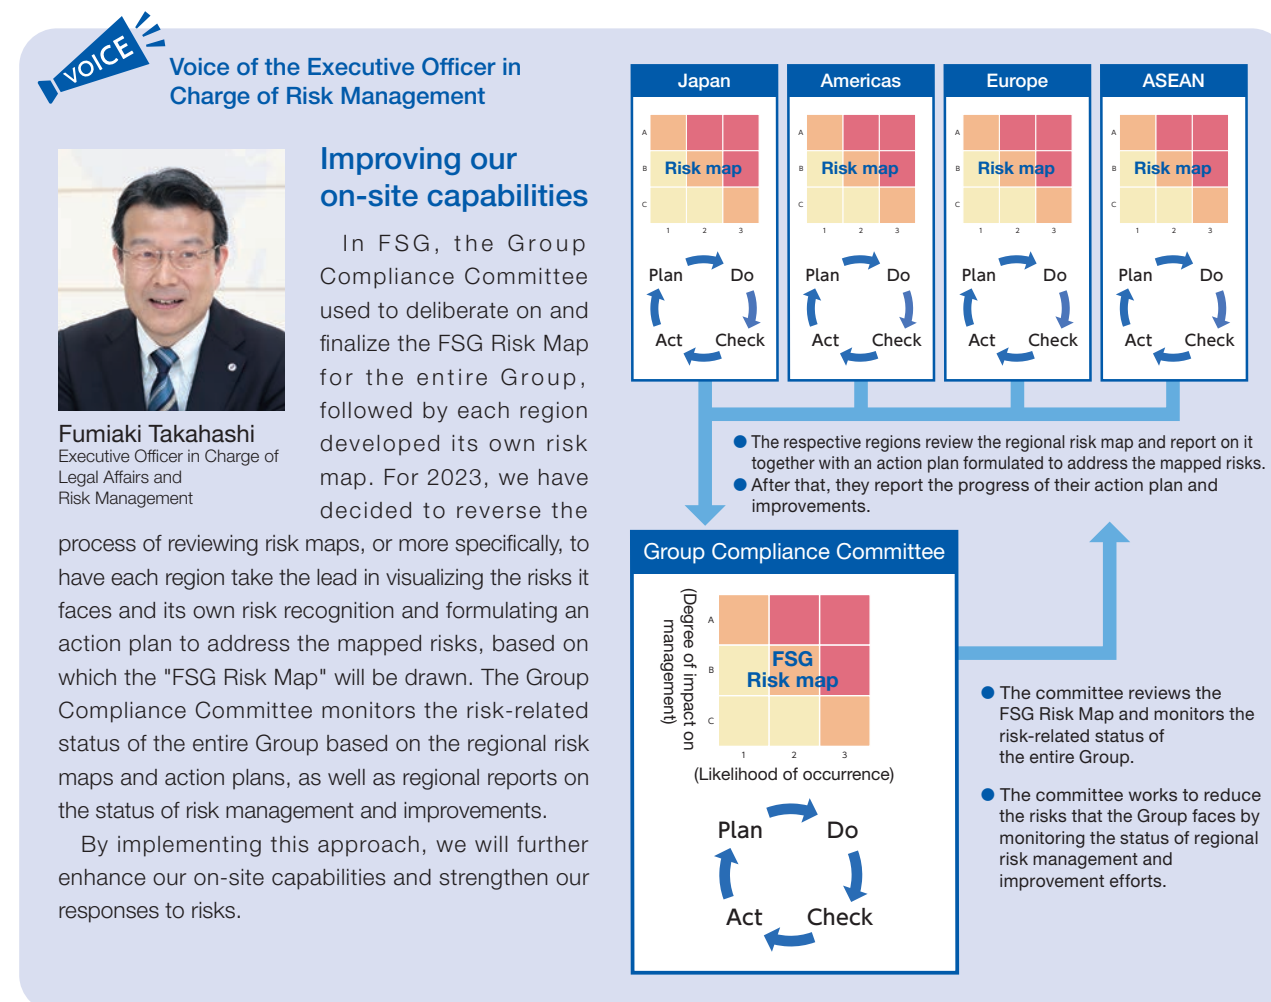 VOICE
Voice of the Executive Officer in
Charge of Risk Management
Improving our
on-site capabilities
In FSG, the Group
Compliance Committee
used to deliberate on and
finalize the FSG Risk Map
for the entire Group,
followed by each region
developed its own risk
map. For 2023, we have
decided to reverse the
process of reviewing risk maps, or more specifically, to
have each region take the lead in visualizing the risks it
faces and its own risk recognition and formulating an
action plan to address the mapped risks, based on
which the "FSG Risk Map" will be drawn. The Group
Compliance Committee monitors the risk-related
status of the entire Group based on the regional risk
maps and action plans, as well as regional reports on
the status of risk management and improvements.
By implementing this approach, we will further
enhance our on-site capabilities and strengthen our
responses to risks.
Fumiaki Takahashi
Executive Officer in Charge of
Legal Affairs and
Risk Management
Japan
A
B
C
Risk map
1 2 3
Plan Do
Act Check
Americas
A
B
C
Risk map
1 2 3
Plan Do
Act Check
Europe
A
B
C
Risk map
1 2 3
Plan Do
Act Check
ASEAN
A
B
C
Risk map
1 2 3
Plan Do
Act Check
● The respective regions review the regional risk map and report on it
together with an action plan formulated to address the mapped risks.
● After that, they report the progress of their action plan and
improvements.
Group Compliance Committee
(Degree of impact on
management)
A
B
C
FSG
Risk map
1 2 3
(Likelihood of occurrence)
Plan Do
Act Check
● The committee reviews the
FSG Risk Map and monitors the
risk-related status of
the entire Group.
● The committee works to reduce
the risks that the Group faces by
monitoring the status of regional
risk management and
improvement efforts.